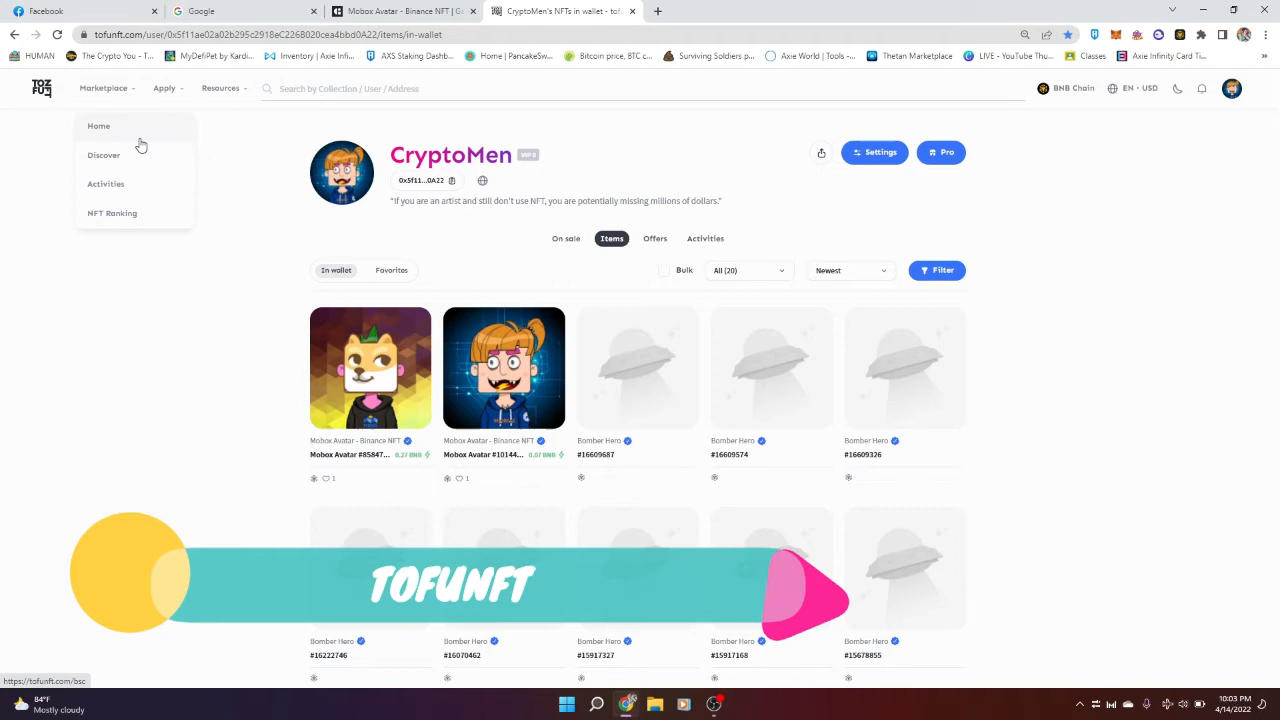 Facebook
Google
Mobox Avatar - BinanceNFT | Ga
CryptoMen's NFT in wallet - tofu
tofunft.com/user/0x5f11e02a02b295c2918eC226B020cea4bbd0A22/items/in-wallet
HUMAN
The Crypto You - T...
MyDefiPet by Kardi...
Inventory | Axie Infi...
AXS Staking Dashb...
Home | PancakeSw...
Bitcoin price, BTC c...
Surviving Soldiers p...
Axie World | Tools -...
Thetan Marketplace
LIVE - YouTube Thu...
Classes
Axie Infinity Card Ti...
»
TOZ
FUN
Marketplace
Apply
Resources
Search by Collection / User / Address
BNB Chain
EN • USD
Home
Discover
Activities
NFT Ranking
CryptoMen
0x5f11...0A22
"If you are an artist and still don't use NFT, you are potentially missing millions of dollars."
Settings
Pro
On sale
Items
Offers
Activities
In wallet
Favorites
Bulk
All (20)
Newest
Filter
Mobox Avatar - Binance NFT
Mobox Avatar - Binance NFT
Bomber Hero
Bomber Hero
Bomber Hero
Mobox Avatar #85847... 0.27 BNB
Mobox Avatar #10144... 0.07 BNB
#16609687
#16609574
#16609326
1
1
TOFUNFT
Bomber Hero
Bomber Hero
Bomber Hero
Bomber Hero
Bomber Hero
#16222746
#16070462
#15917327
#15917168
#15678855
https://tofunft.com/bsc
84°F
Mostly cloudy
10:03 PM
4/14/2022